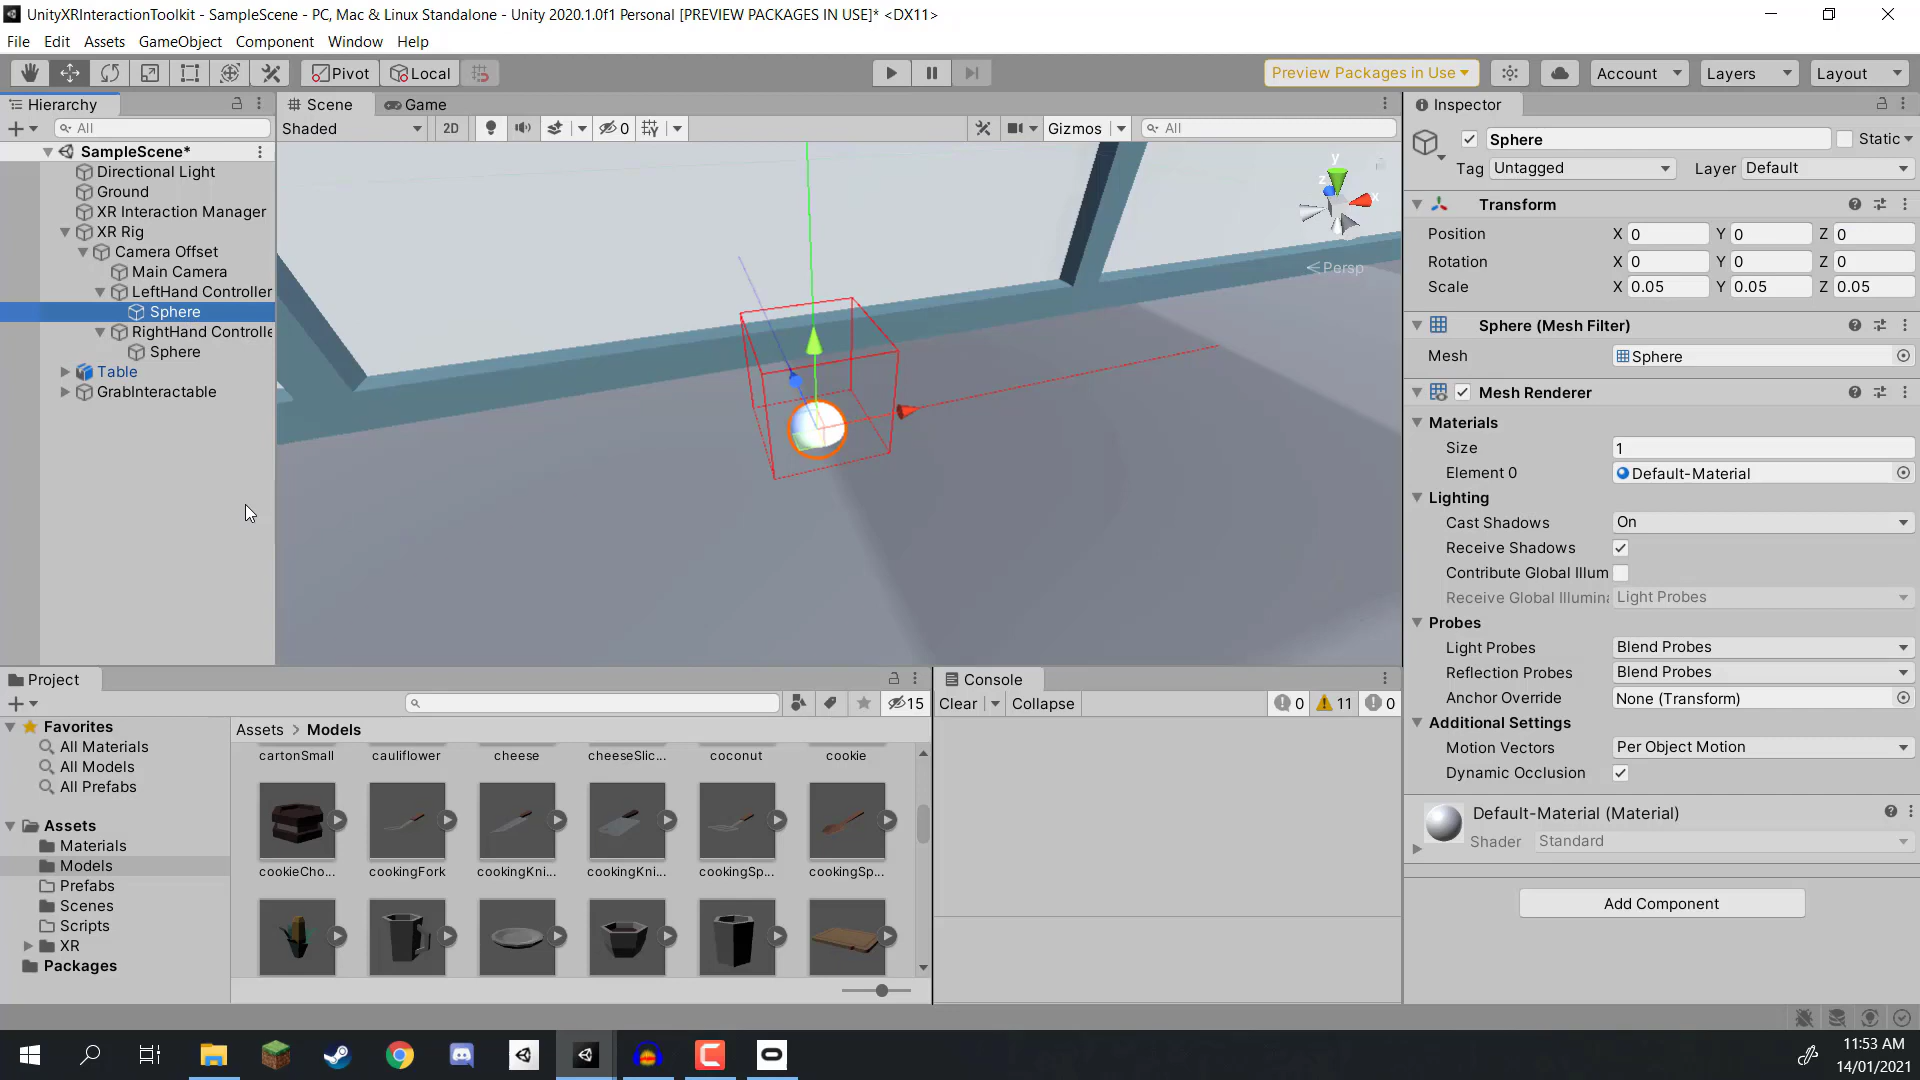 UnityXRInteractionToolkit - SampleScene - PC, Mac & Linux Standalone - Unity 2020.1.0f1 Personal [PREVIEW PACKAGES IN USE]* <DX11>
File Edit Assets GameObject Component Window Help
Pivot Local Preview Packages in Use Account Layers Layout
Hierarchy
All
SampleScene*
Directional Light
Ground
XR Interaction Manager
XR Rig
Camera Offset
Main Camera
LeftHand Controller
Sphere
RightHand Controlle
Sphere
Table
GrabInteractable
Scene Game
Shaded 2D 0 Gizmos All
y
z
x
Persp
Inspector
Sphere Static
Tag Untagged Layer Default
Transform
Position X 0 Y 0 Z 0
Rotation X 0 Y 0 Z 0
Scale X 0.05 Y 0.05 Z 0.05
Sphere (Mesh Filter)
Mesh Sphere
Mesh Renderer
Materials
Size 1
Element 0 Default-Material
Lighting
Cast Shadows On
Receive Shadows
Contribute Global Illum
Receive Global Illumina Light Probes
Probes
Light Probes Blend Probes
Reflection Probes Blend Probes
Anchor Override None (Transform)
Additional Settings
Motion Vectors Per Object Motion
Dynamic Occlusion
Default-Material (Material)
Shader Standard
Add Component
Project
15
Favorites
All Materials
All Models
All Prefabs
Assets
Materials
Models
Prefabs
Scenes
Scripts
XR
Packages
Assets > Models
cartonSmall cauliflower cheese cheeseSlic... coconut cookie
cookieCho... cookingFork cookingKni... cookingKni... cookingSp... cookingSp...
Console
Clear Collapse 0 11 0
11:53 AM
14/01/2021